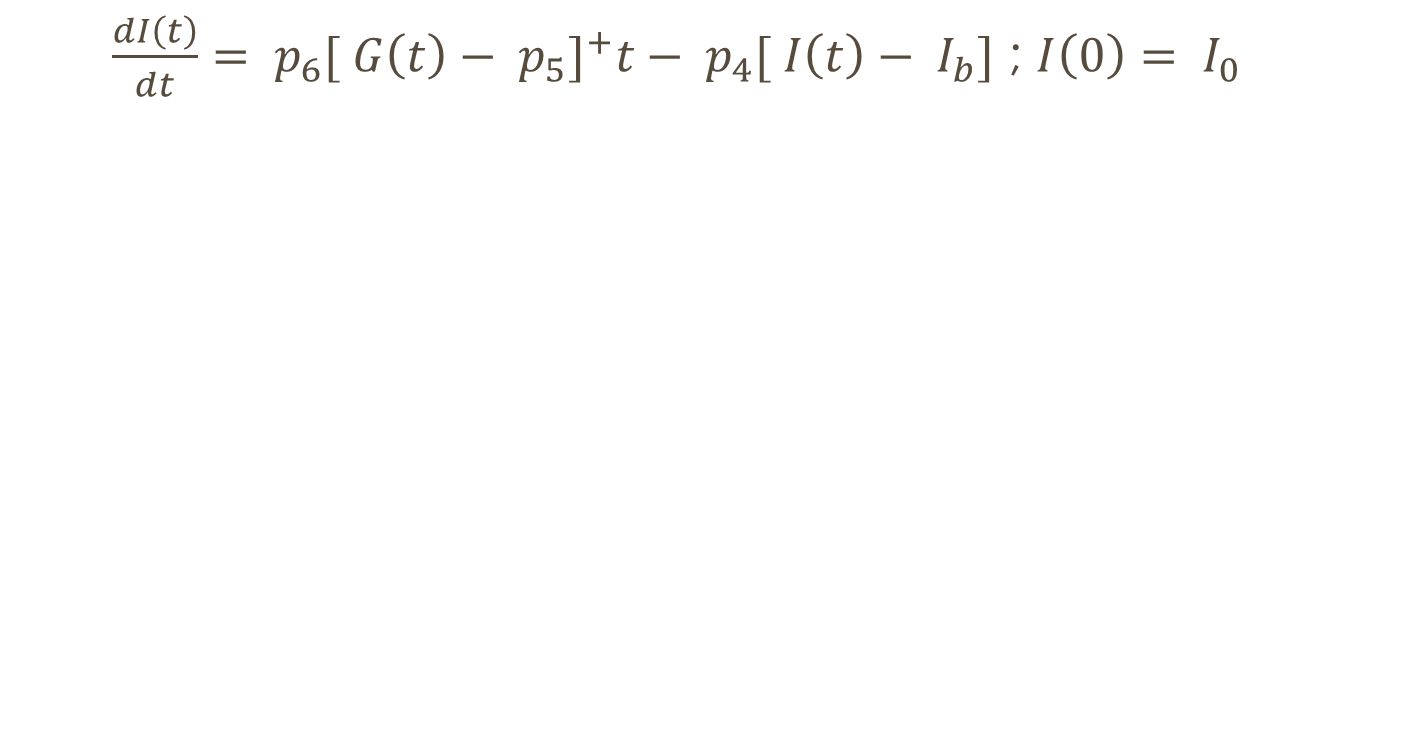 dI(t)/dt = p₆[ G(t) − p₅]⁺t − p₄[ I(t) − I_b] ; I(0) = I₀